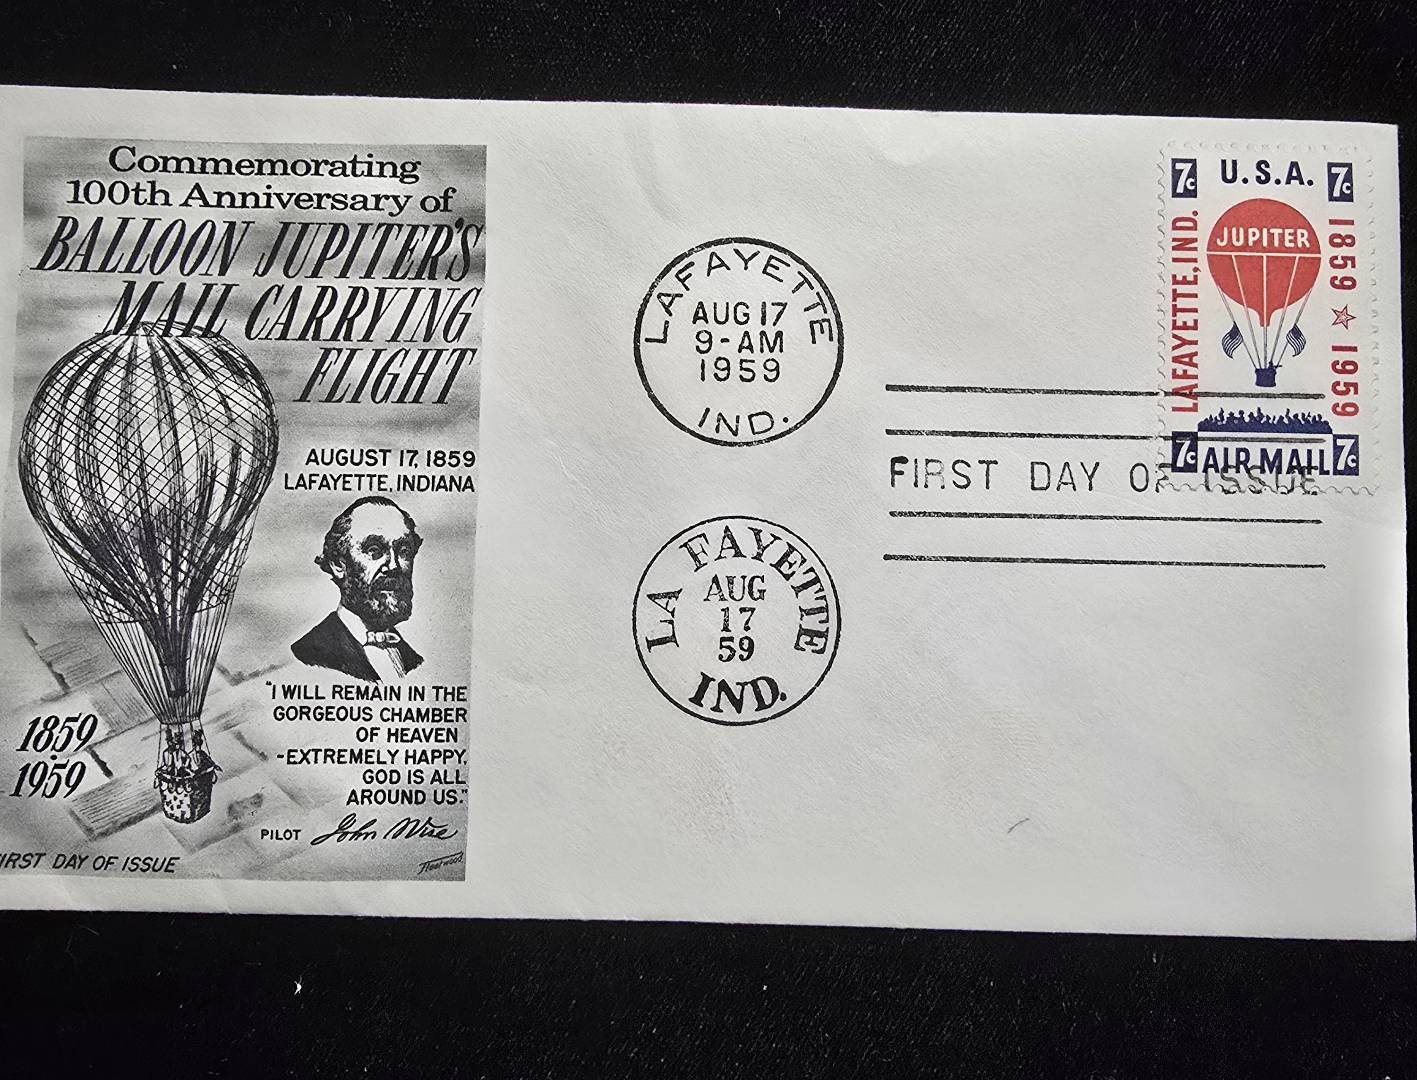 Commemorating
100th Anniversary of
BALLOON JUPITER'S
MAIL CARRYING
FLIGHT
AUGUST 17, 1859
LAFAYETTE, INDIANA
"I WILL REMAIN IN THE
GORGEOUS CHAMBER
OF HEAVEN
-EXTREMELY HAPPY,
GOD IS ALL
AROUND US."
PILOT John Wise
1859
1959
IRST DAY OF ISSUE
Fleetwood
LAFAYETTE
AUG 17
9-AM
1959
IND.
LA FAYETTE
AUG
17
59
IND.
FIRST DAY OF ISSUE
7c U.S.A. 7c
LAFAYETTE, IND.
JUPITER
1859 1959
7c AIR MAIL 7c